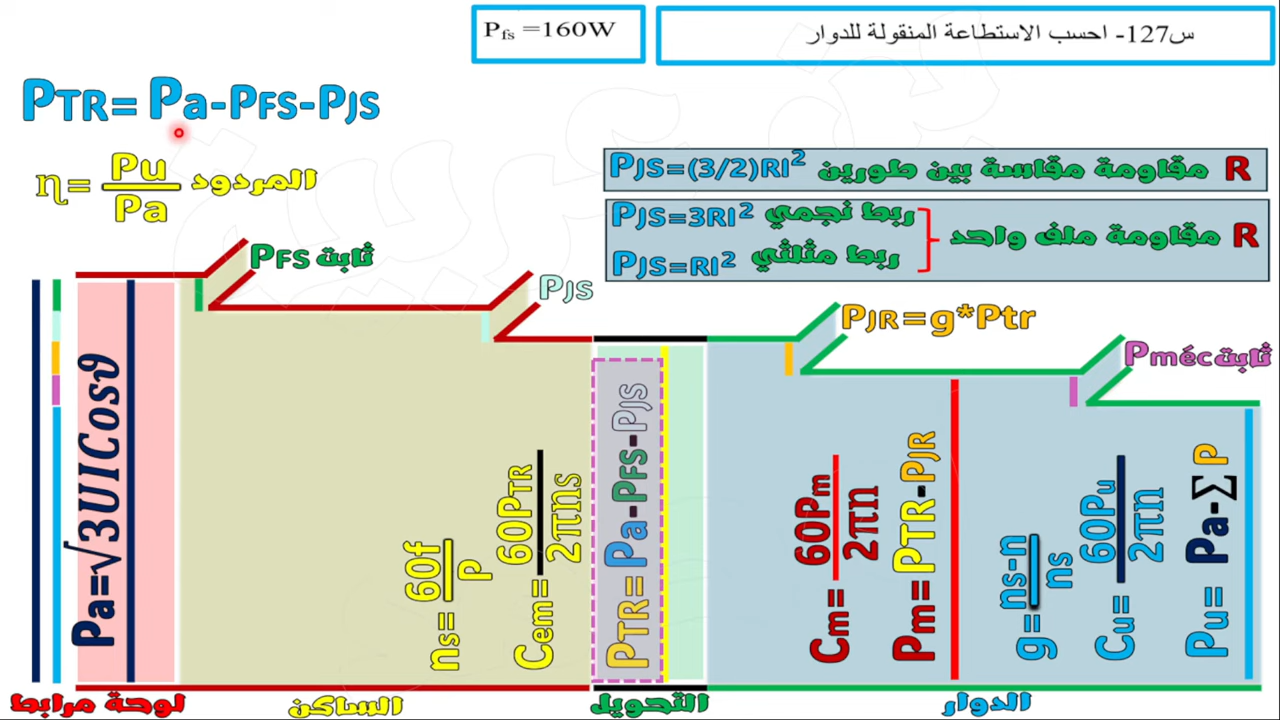 س127- احسب الاستطاعة المنقولة للدوار
Pfs =160W
PTR= Pa-PFS-PJS
η= Pu/Pa المردود
PJS=(3/2)RI² مقاومة مقاسة بين طورين R
PJS=3RI² ربط نجمي
PJS=RI² ربط مثلثي
مقاومة ملف واحد R
PFS ثابت
PJS
PJR=g*Ptr
Pméc ثابت
Pa=√3UICosϑ
ns= 60f/P
Cem= 60PTR/2πns
PTR= Pa-PFS-PJS
Cm= 60Pm/2πn
Pm= PTR-PJR
g= ns-n/ns
Cu= 60Pu/2πn
Pu= Pa-Σ P
لوحة مرابط
الساكن
التحويل
الدوار